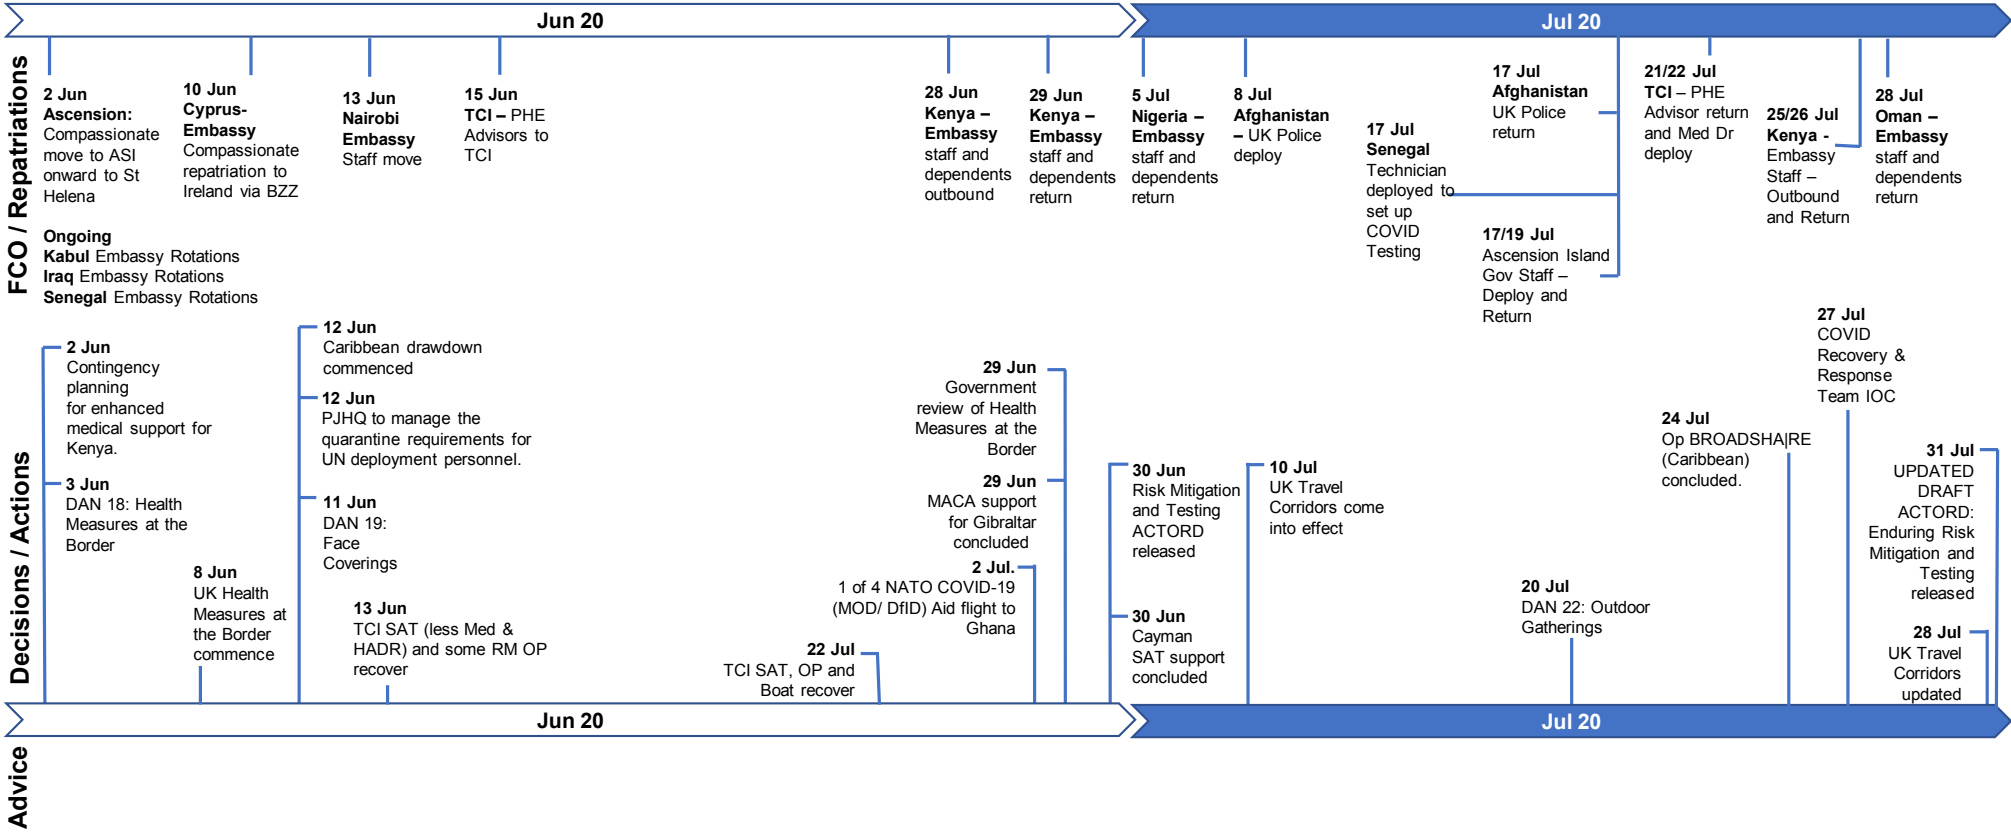 Jun 20
Jul 20
FCO / Repatriations
2 Jun
Ascension:
Compassionate
move to ASI
onward to St
Helena
10 Jun
Cyprus-
Embassy
Compassionate
repatriation to
Ireland via BZZ
13 Jun
Nairobi
Embassy
Staff move
15 Jun
TCI – PHE
Advisors to
TCI
28 Jun
Kenya –
Embassy
staff and
dependents
outbound
29 Jun
Kenya –
Embassy
staff and
dependents
return
5 Jul
Nigeria –
Embassy
staff and
dependents
return
8 Jul
Afghanistan
– UK Police
deploy
17 Jul
Senegal
Technician
deployed to
set up
COVID
Testing
17 Jul
Afghanistan
UK Police
return
17/19 Jul
Ascension Island
Gov Staff –
Deploy and
Return
21/22 Jul
TCI – PHE
Advisor return
and Med Dr
deploy
25/26 Jul
Kenya -
Embassy
Staff –
Outbound
and Return
28 Jul
Oman –
Embassy
staff and
dependents
return
Ongoing
Kabul Embassy Rotations
Iraq Embassy Rotations
Senegal Embassy Rotations
Decisions / Actions
2 Jun
Contingency
planning
for enhanced
medical support for
Kenya.
3 Jun
DAN 18: Health
Measures at the
Border
8 Jun
UK Health
Measures at
the Border
commence
12 Jun
Caribbean drawdown
commenced
12 Jun
PJHQ to manage the
quarantine requirements for
UN deployment personnel.
11 Jun
DAN 19:
Face
Coverings
13 Jun
TCI SAT (less Med &
HADR) and some RM OP
recover
22 Jul
TCI SAT, OP and
Boat recover
29 Jun
Government
review of Health
Measures at the
Border
29 Jun
MACA support
for Gibraltar
concluded
2 Jul.
1 of 4 NATO COVID-19
(MOD/ DfID) Aid flight to
Ghana
30 Jun
Risk Mitigation
and Testing
ACTORD
released
30 Jun
Cayman
SAT support
concluded
10 Jul
UK Travel
Corridors come
into effect
20 Jul
DAN 22: Outdoor
Gatherings
24 Jul
Op BROADSHA|RE
(Caribbean)
concluded.
27 Jul
COVID
Recovery &
Response
Team IOC
31 Jul
UPDATED
DRAFT
ACTORD:
Enduring Risk
Mitigation and
Testing
released
28 Jul
UK Travel
Corridors
updated
Jun 20
Jul 20
Advice